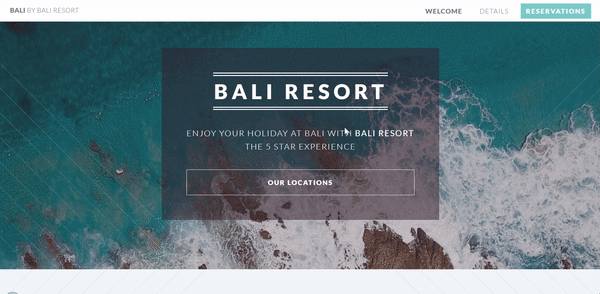 BALI BY BALI RESORT
WELCOME
DETAILS
RESERVATIONS
BALI RESORT
ENJOY YOUR HOLIDAY AT BALI WITH BALI RESORT
THE 5 STAR EXPERIENCE
OUR LOCATIONS